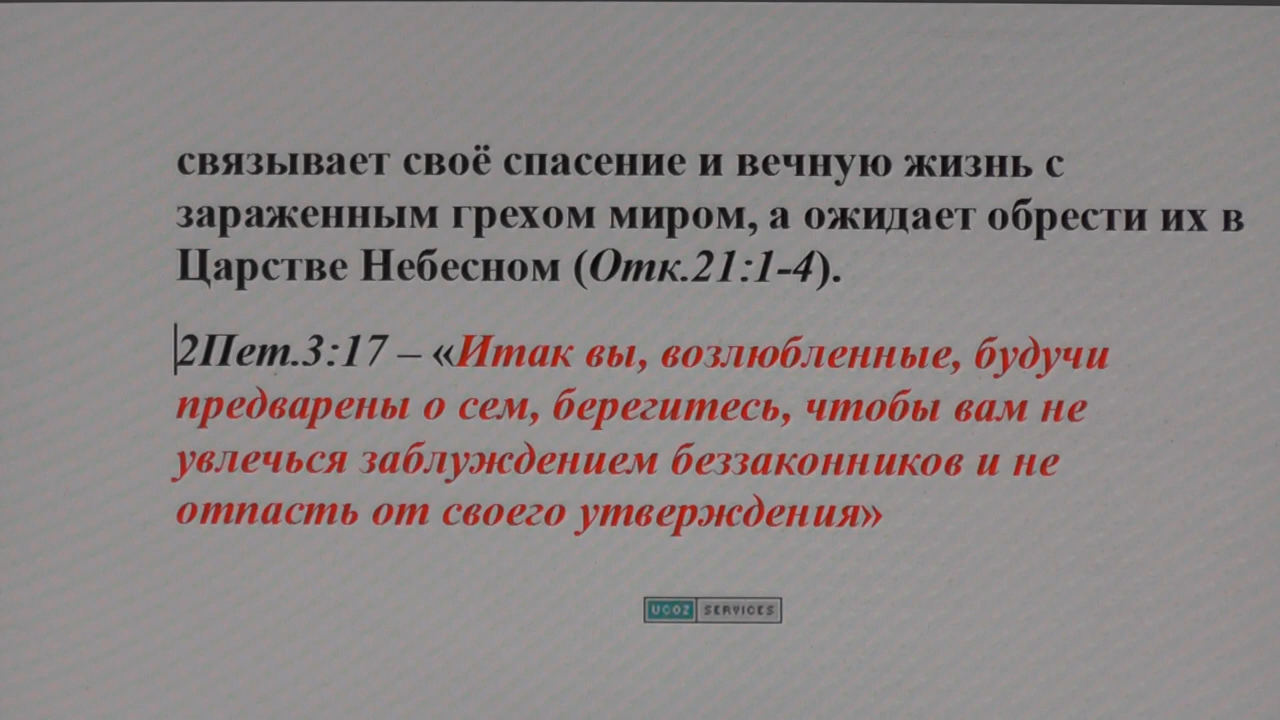 связывает своё спасение и вечную жизнь с
зараженным грехом миром, а ожидает обрести их в
Царстве Небесном (Отк.21:1-4).
2Пет.3:17 – «Итак вы, возлюбленные, будучи
предварены о сем, берегитесь, чтобы вам не
увлечься заблуждением беззаконников и не
отпасть от своего утверждения»
UCOZ SERVICES